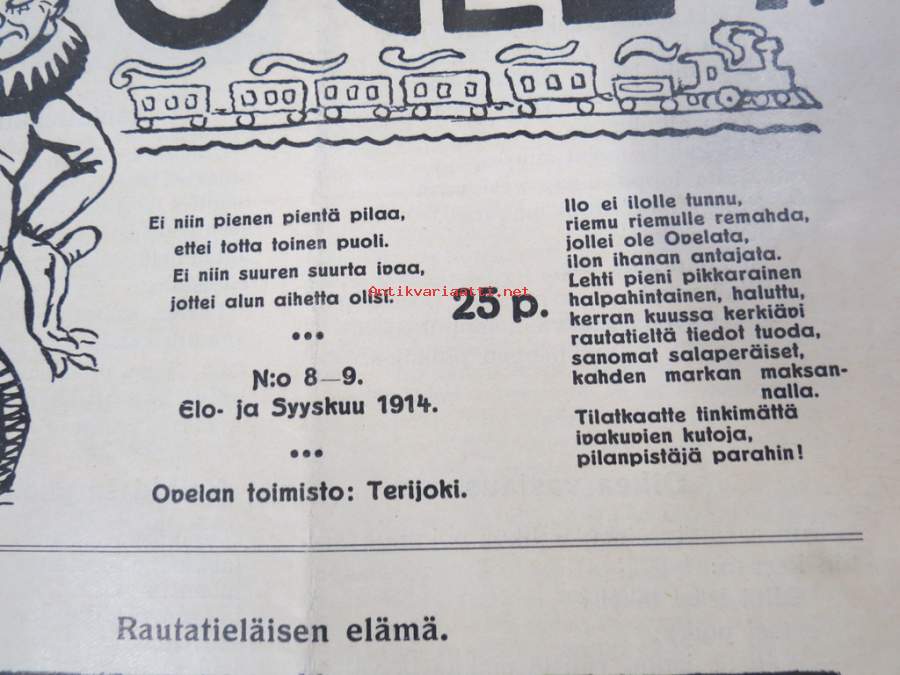 Ei niin pienen pientä pilaa,
ettei totta toinen puoli.
Ei niin suuren suurta ivaa,
jottei alun aihetta olisi.
N:o 8—9.
Elo- ja Syyskuu 1914.
Ovelan toimisto: Terijoki.
25 p.
Antikvariaatti.net
Ilo ei ilolle tunnu,
riemu riemulle remahda,
jollei ole Ovelata,
ilon ihanan antajata.
Lehti pieni pikkarainen
halpahintainen, haluttu,
kerran kuussa kerkiävi
rautatieltä tiedot tuoda,
sanomat salaperäiset,
kahden markan maksan-
nalla.
Tilatkaatte tinkimättä
ivakuvien kutoja,
pilanpistäjä parahin!
Rautatieläisen elämä.